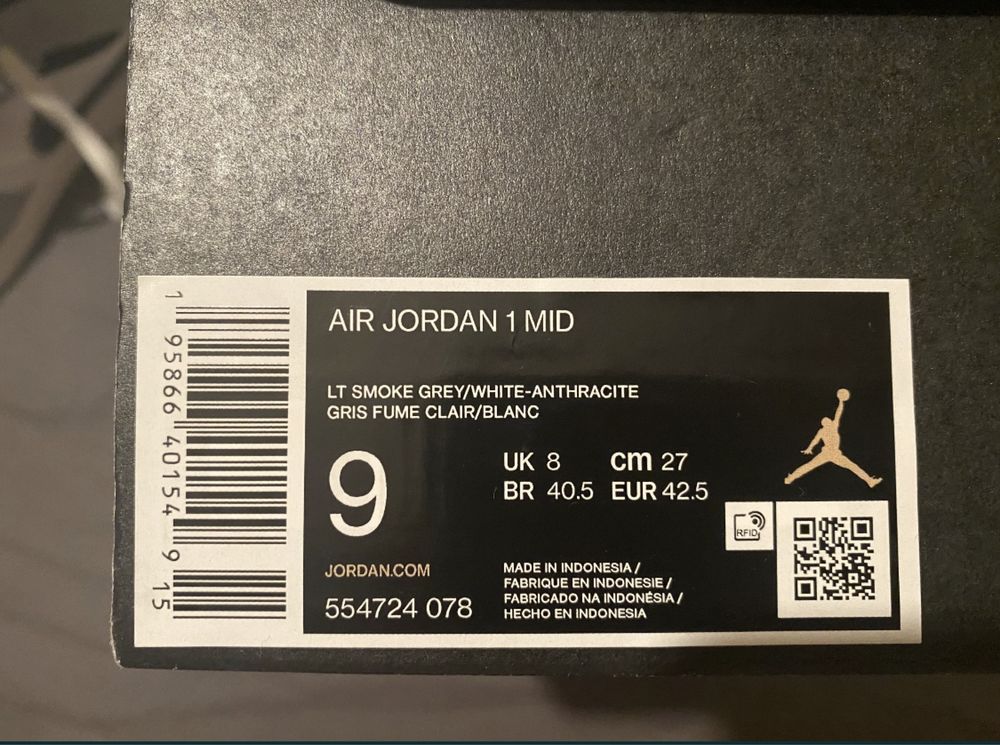 AIR JORDAN 1 MID
LT SMOKE GREY/WHITE-ANTHRACITE
GRIS FUME CLAIR/BLANC
9
UK 8 cm 27
BR 40.5 EUR 42.5
RFID
JORDAN.COM
554724 078
MADE IN INDONESIA /
FABRIQUE EN INDONESIE /
FABRICADO NA INDONÉSIA /
HECHO EN INDONESIA
1 95866 40154 9 15